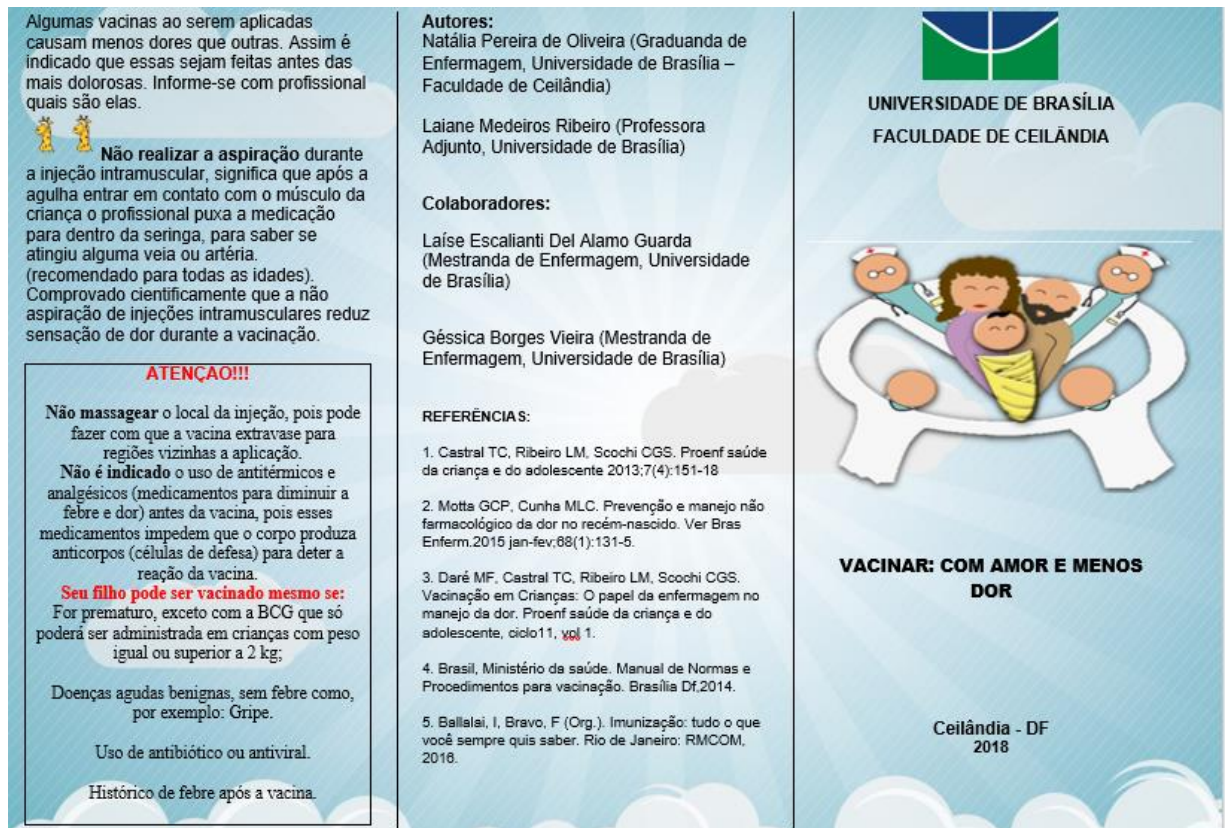 Algumas vacinas ao serem aplicadas
causam menos dores que outras. Assim é
indicado que essas sejam feitas antes das
mais dolorosas. Informe-se com profissional
quais são elas.
Não realizar a aspiração durante
a injeção intramuscular, significa que após a
agulha entrar em contato com o músculo da
criança o profissional puxa a medicação
para dentro da seringa, para saber se
atingiu alguma veia ou artéria.
(recomendado para todas as idades).
Comprovado cientificamente que a não
aspiração de injeções intramusculares reduz
sensação de dor durante a vacinação.
ATENÇAO!!!
Não massagear o local da injeção, pois pode
fazer com que a vacina extravase para
regiões vizinhas a aplicação.
Não é indicado o uso de antitérmicos e
analgésicos (medicamentos para diminuir a
febre e dor) antes da vacina, pois esses
medicamentos impedem que o corpo produza
anticorpos (células de defesa) para deter a
reação da vacina.
Seu filho pode ser vacinado mesmo se:
For prematuro, exceto com a BCG que só
poderá ser administrada em crianças com peso
igual ou superior a 2 kg;
Doenças agudas benignas, sem febre como,
por exemplo: Gripe.
Uso de antibiótico ou antiviral.
Histórico de febre após a vacina.
Autores:
Natália Pereira de Oliveira (Graduanda de
Enfermagem, Universidade de Brasília –
Faculdade de Ceilândia)
Laiane Medeiros Ribeiro (Professora
Adjunto, Universidade de Brasília)
Colaboradores:
Laíse Escalianti Del Alamo Guarda
(Mestranda de Enfermagem, Universidade
de Brasília)
Géssica Borges Vieira (Mestranda de
Enfermagem, Universidade de Brasília)
REFERÊNCIAS:
1. Castral TC, Ribeiro LM, Scochi CGS. Proenf saúde
da criança e do adolescente 2013;7(4):151-18
2. Motta GCP, Cunha MLC. Prevenção e manejo não
farmacológico da dor no recém-nascido. Ver Bras
Enferm.2015 jan-fev;68(1):131-5.
3. Daré MF, Castral TC, Ribeiro LM, Scochi CGS.
Vacinação em Crianças: O papel da enfermagem no
manejo da dor. Proenf saúde da criança e do
adolescente, ciclo11, vol 1.
4. Brasil, Ministério da saúde. Manual de Normas e
Procedimentos para vacinação. Brasília Df,2014.
5. Ballalai, I, Bravo, F (Org.). Imunização: tudo o que
você sempre quis saber. Rio de Janeiro: RMCOM,
2016.
UNIVERSIDADE DE BRASÍLIA
FACULDADE DE CEILÂNDIA
VACINAR: COM AMOR E MENOS
DOR
Ceilândia - DF
2018